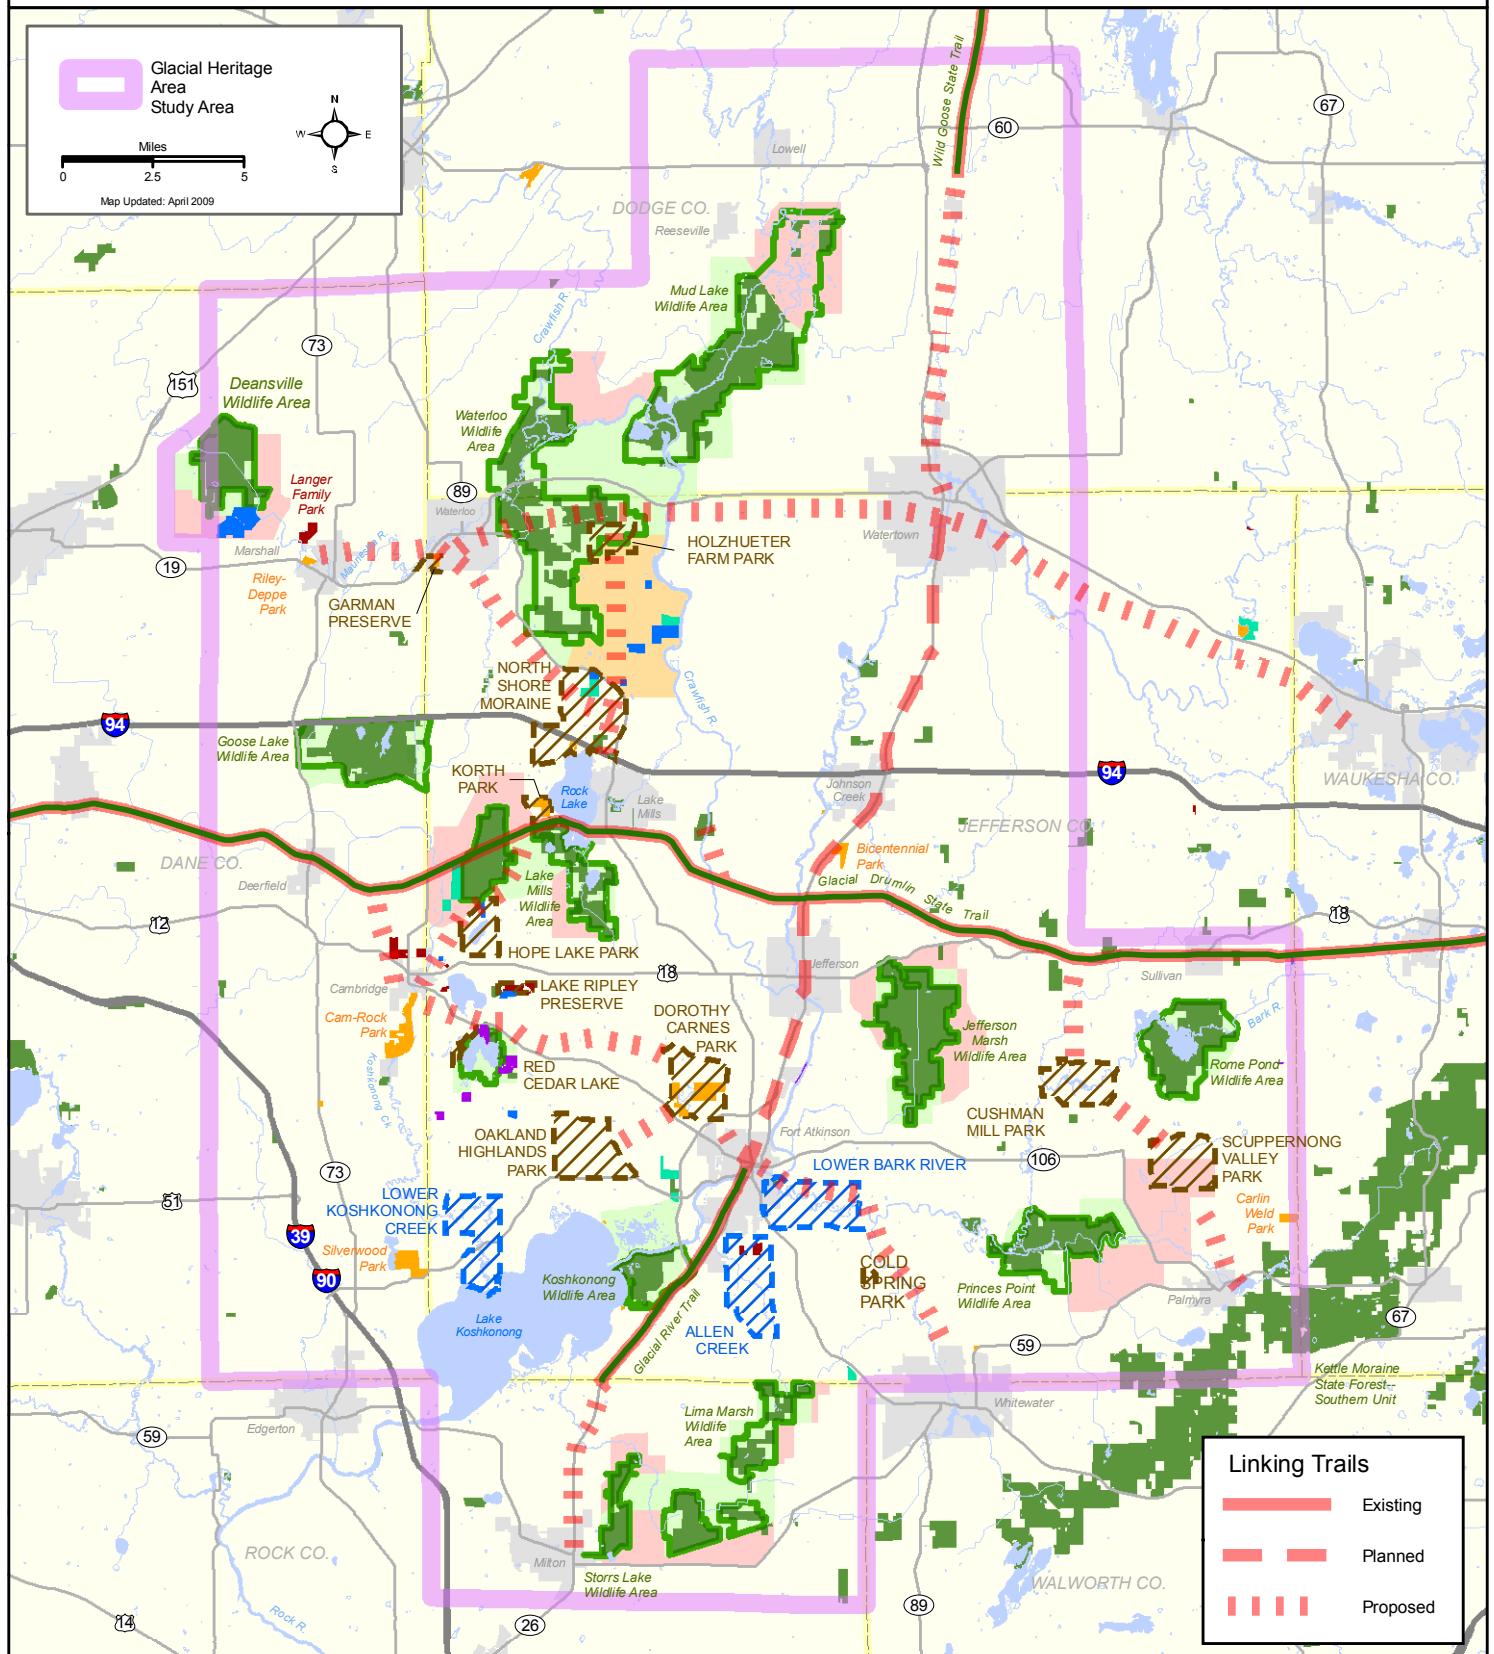 Glacial Heritage
Area
Study Area
Miles
0 2.5 5
Map Updated: April 2009
N
W E
S
Wild Goose State Trail
67
60
Lowell
DODGE CO.
Reeseville
Mud Lake
Wildlife Area
Crawfish R.
73
151
Deansville
Wildlife Area
Waterloo
Wildlife
Area
Langer
Family
Park
89
Waterloo
Marshall
Maunesha R.
19
Riley-
Deppe
Park
GARMAN
PRESERVE
HOLZHUETER
FARM PARK
Watertown
Rock R.
NORTH
SHORE
MORAINE
Crawfish R.
94
Goose Lake
Wildlife Area
KORTH
PARK
Rock
Lake
Lake
Mills
Johnson
Creek
94
WAUKESHA CO.
JEFFERSON CO.
DANE CO.
Deerfield
Bicentennial
Park
Glacial Drumlin State Trail
Lake
Mills
Wildlife
Area
12
18
HOPE LAKE PARK
18
Jefferson
Sullivan
Cambridge
LAKE RIPLEY
PRESERVE
Cam-Rock
Park
DOROTHY
CARNES
PARK
Jefferson
Marsh
Wildlife Area
Bark R.
Rome Pond
Wildlife Area
Koshkonong Ck.
RED
CEDAR LAKE
CUSHMAN
MILL PARK
OAKLAND
HIGHLANDS
PARK
Fort Atkinson
SCUPPERNONG
VALLEY
PARK
106
LOWER BARK RIVER
73
51
LOWER
KOSHKONONG
CREEK
Carlin
Weld
Park
39
Silverwood
Park
90
Koshkonong
Wildlife Area
COLD
SPRING
PARK
Princes Point
Wildlife Area
Palmyra
67
Lake
Koshkonong
Glacial River Trail
ALLEN
CREEK
59
Kettle Moraine
State Forest--
Southern Unit
Edgerton
59
Lima Marsh
Wildlife
Area
Whitewater
Linking Trails
Existing
Planned
Proposed
ROCK CO.
Milton
Storrs Lake
Wildlife Area
WALWORTH CO.
Rock R.
14
26
89